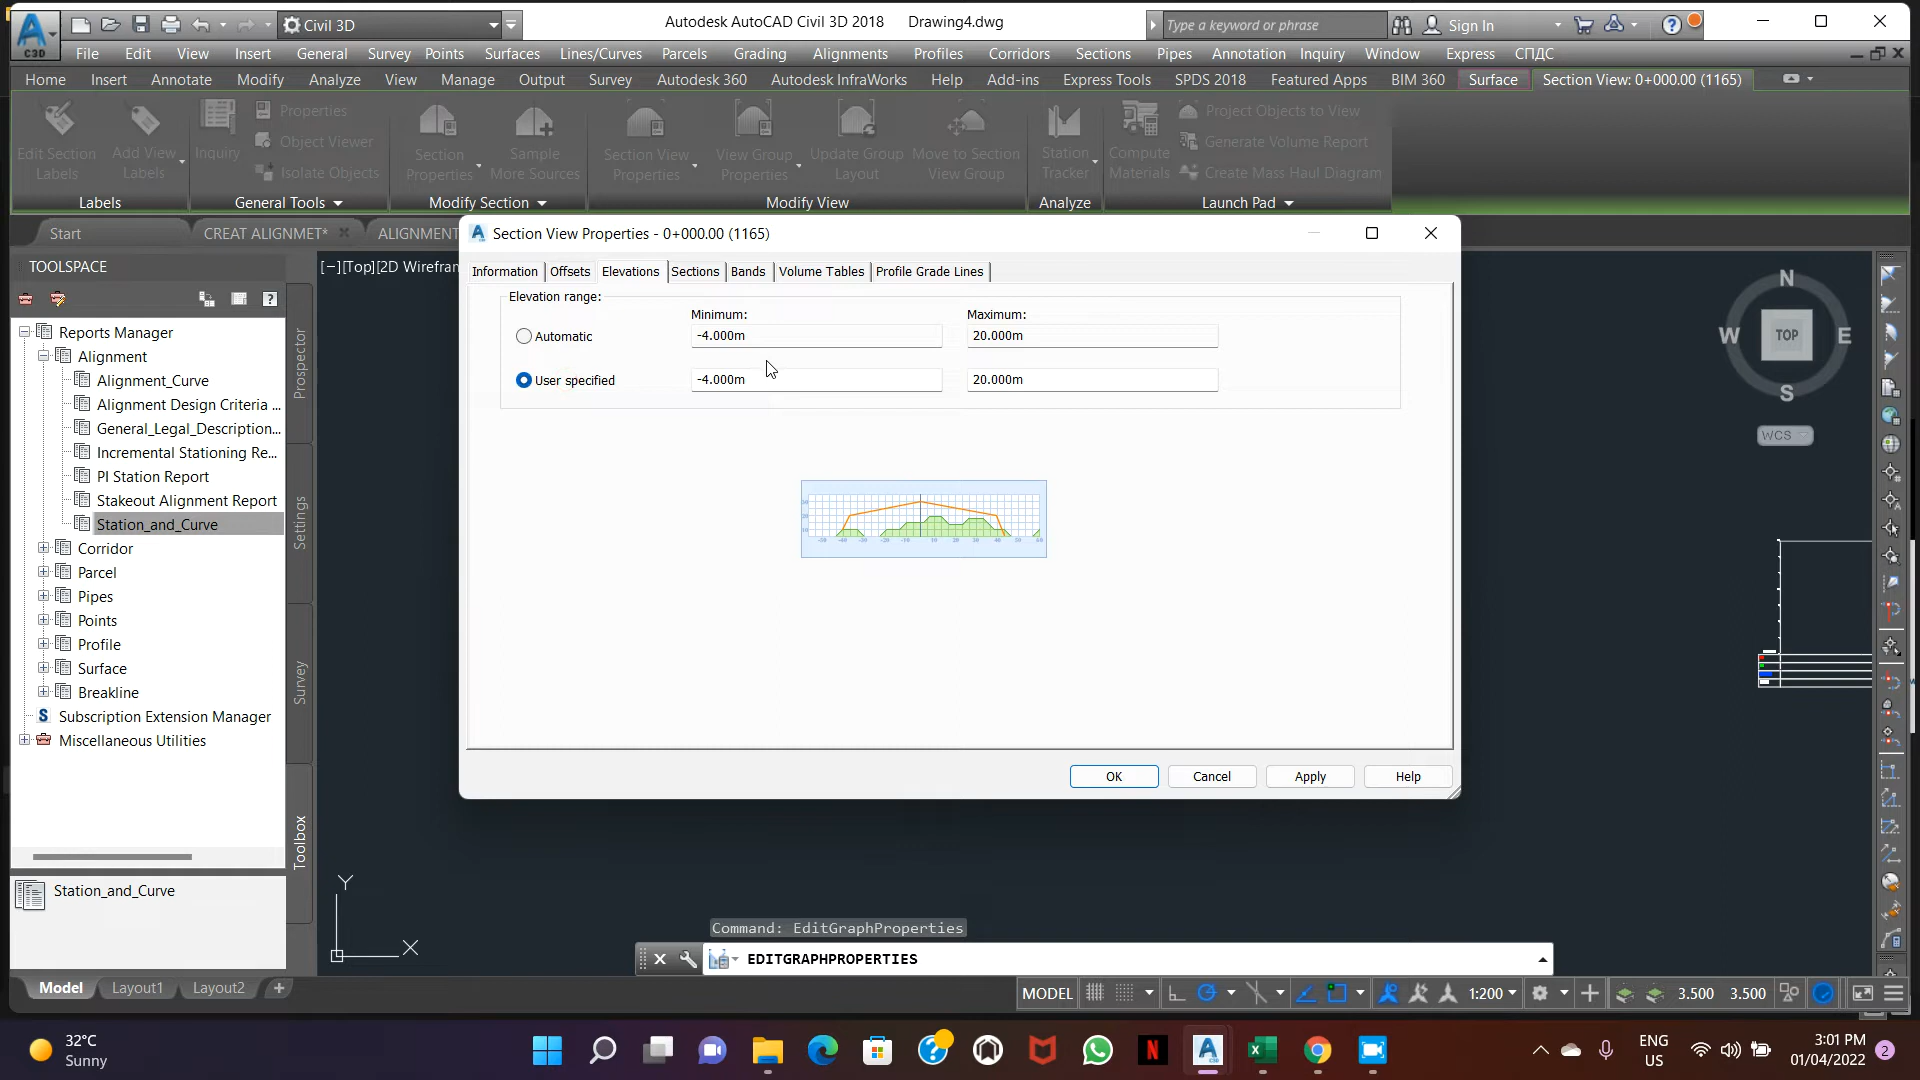 Civil 3D
Autodesk AutoCAD Civil 3D 2018 Drawing4.dwg
Type a keyword or phrase
Sign In
C3D
File Edit View Insert General Survey Points Surfaces Lines/Curves Parcels Grading Alignments Profiles Corridors Sections Pipes Annotation Inquiry Window Express СПДС
Home Insert Annotate Modify Analyze View Manage Output Survey Autodesk 360 Autodesk InfraWorks Help Add-ins Express Tools SPDS 2018 Featured Apps BIM 360 Surface Section View: 0+000.00 (1165)
Edit Section Labels
Add View Labels
Inquiry
Properties
Object Viewer
Isolate Objects
Section Properties
Sample More Sources
Section View Properties
View Group Properties
Update Group Layout
Move to Section View Group
Station Tracker
Compute Materials
Project Objects to View
Generate Volume Report
Create Mass Haul Diagram
Labels General Tools Modify Section Modify View Analyze Launch Pad
Start CREAT ALIGNMET* ALIGNMENT
TOOLSPACE
[−][Top][2D Wirefran
Reports Manager
Alignment
Alignment_Curve
Alignment Design Criteria ...
General_Legal_Description...
Incremental Stationing Re...
PI Station Report
Stakeout Alignment Report
Station_and_Curve
Corridor
Parcel
Pipes
Points
Profile
Surface
Breakline
Subscription Extension Manager
Miscellaneous Utilities
Prospector
Settings
Survey
Toolbox
Station_and_Curve
Section View Properties - 0+000.00 (1165)
Information Offsets Elevations Sections Bands Volume Tables Profile Grade Lines
Elevation range:
Minimum: Maximum:
Automatic -4.000m 20.000m
User specified -4.000m 20.000m
OK Cancel Apply Help
N
W TOP E
S
WCS
Y
X
Command: EditGraphProperties
EDITGRAPHPROPERTIES
Model Layout1 Layout2 +
MODEL 1:200 3.500 3.500
32°C
Sunny
ENG
US
3:01 PM
01/04/2022
2